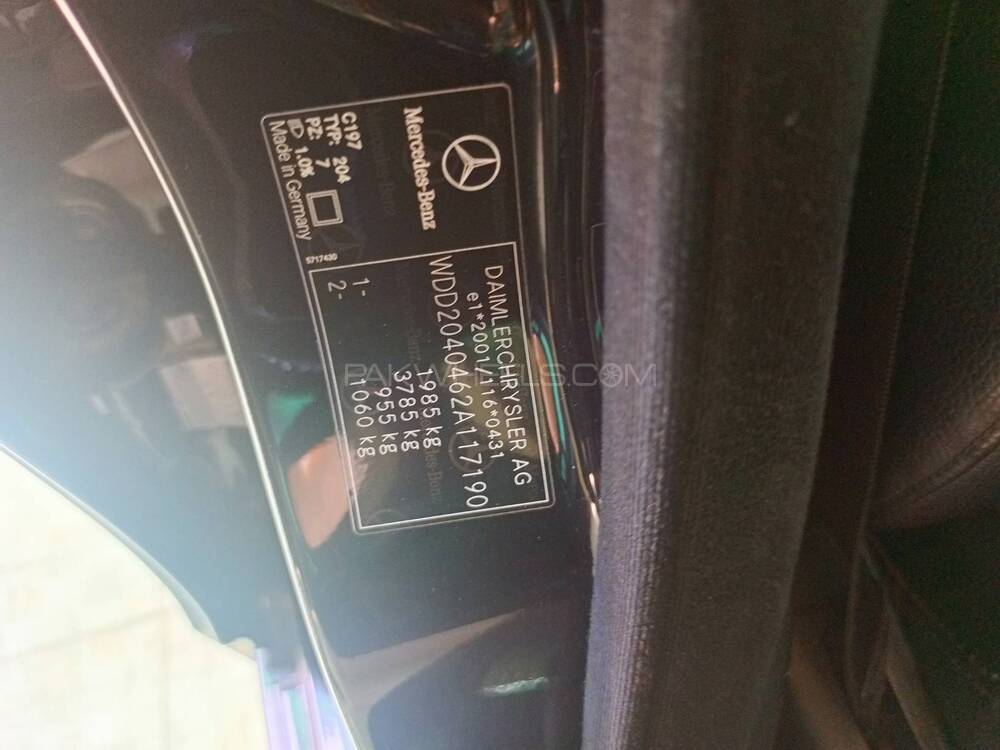 Mercedes-Benz
C197
TYP: 204
PZ: 7
1.0%
Made in Germany
5717430
DAIMLERCHRYSLER AG
e1*2001/116*0431
WDD2040462A117190
1985 kg
3785 kg
1- 955 kg
2- 1060 kg
PAKWHEELS.COM